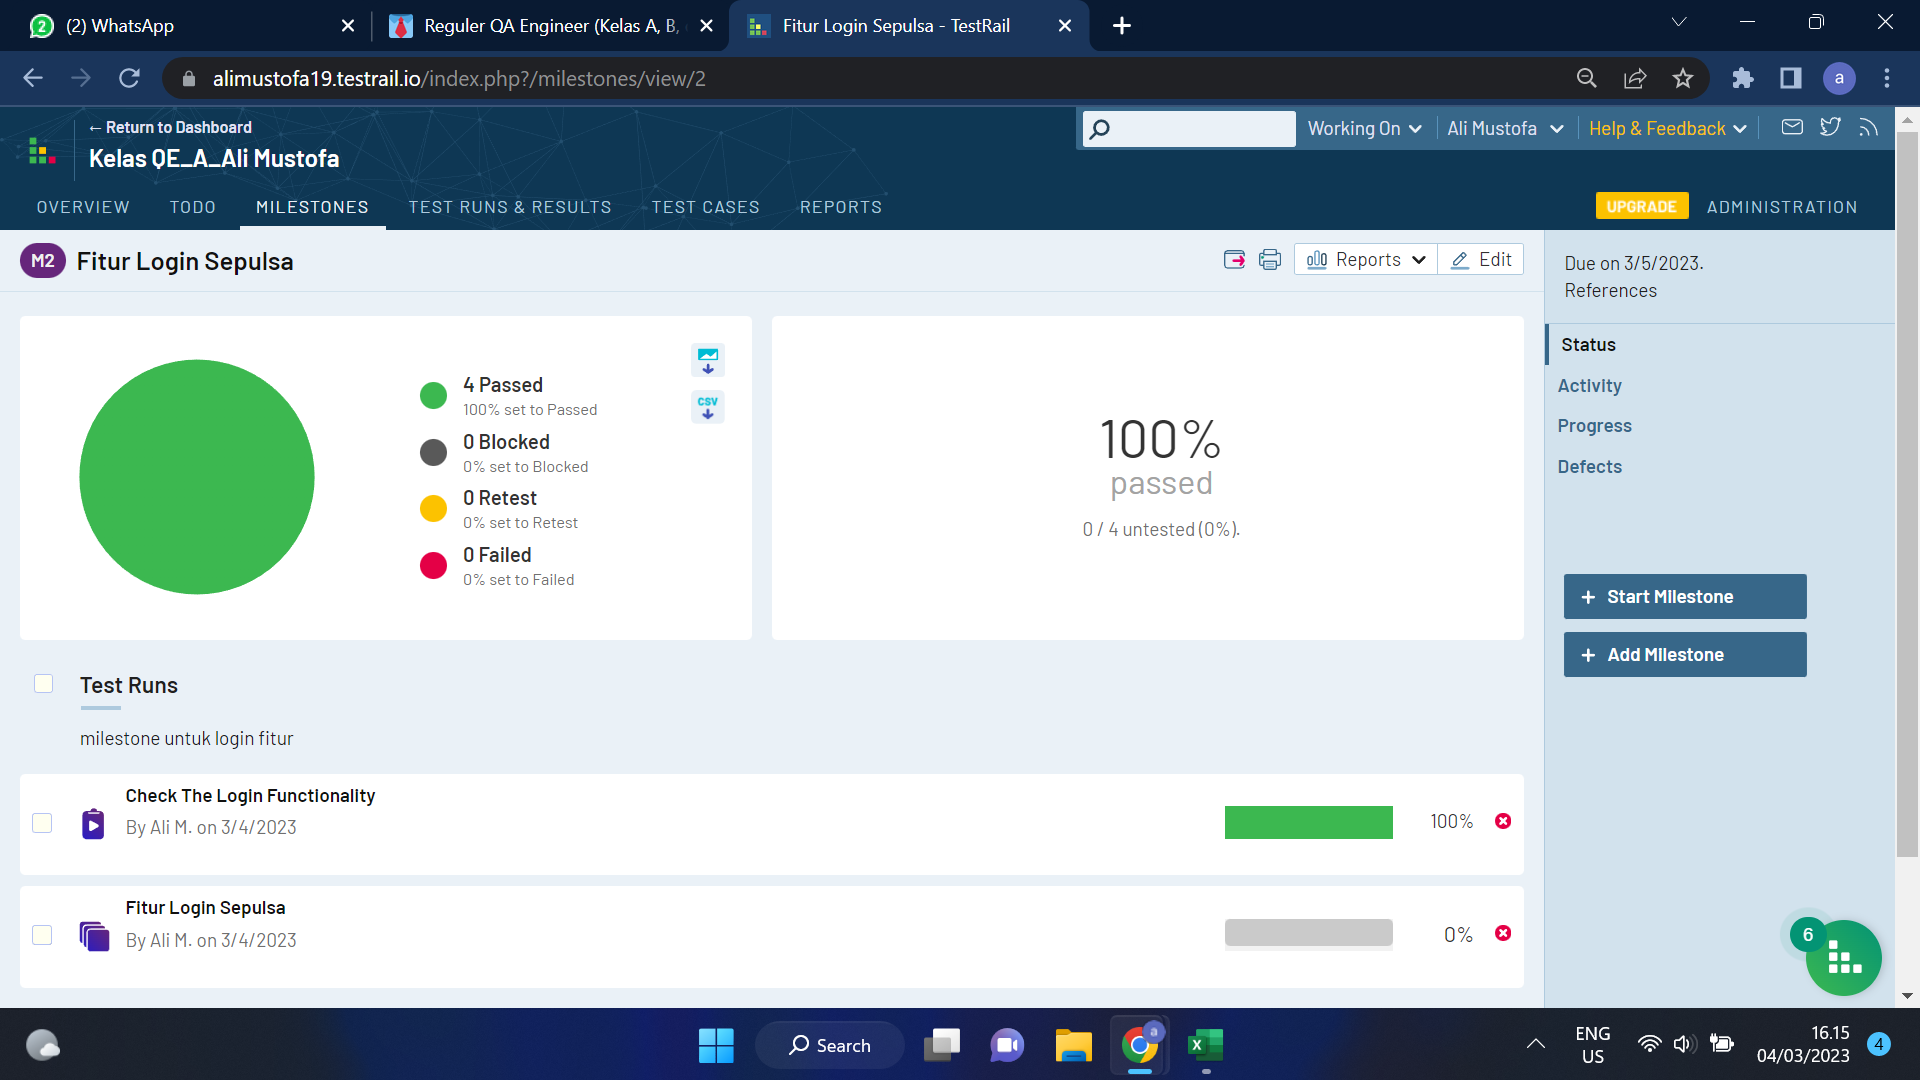 2
(2) WhatsApp
Reguler QA Engineer (Kelas A, B,
Fitur Login Sepulsa - TestRail
alimustofa19.testrail.io/index.php?/milestones/view/2
a
← Return to Dashboard
Kelas QE_A_Ali Mustofa
Working On
Ali Mustofa
Help & Feedback
OVERVIEW
TODO
MILESTONES
TEST RUNS & RESULTS
TEST CASES
REPORTS
UPGRADE
ADMINISTRATION
M2
Fitur Login Sepulsa
Reports
Edit
Due on 3/5/2023.
References
4 Passed
100% set to Passed
0 Blocked
0% set to Blocked
0 Retest
0% set to Retest
0 Failed
0% set to Failed
CSV
100%
passed
0 / 4 untested (0%).
Status
Activity
Progress
Defects
+ Start Milestone
+ Add Milestone
Test Runs
milestone untuk login fitur
Check The Login Functionality
By Ali M. on 3/4/2023
100%
Fitur Login Sepulsa
By Ali M. on 3/4/2023
0%
6
Search
a
X
ENG
US
16.15
04/03/2023
4